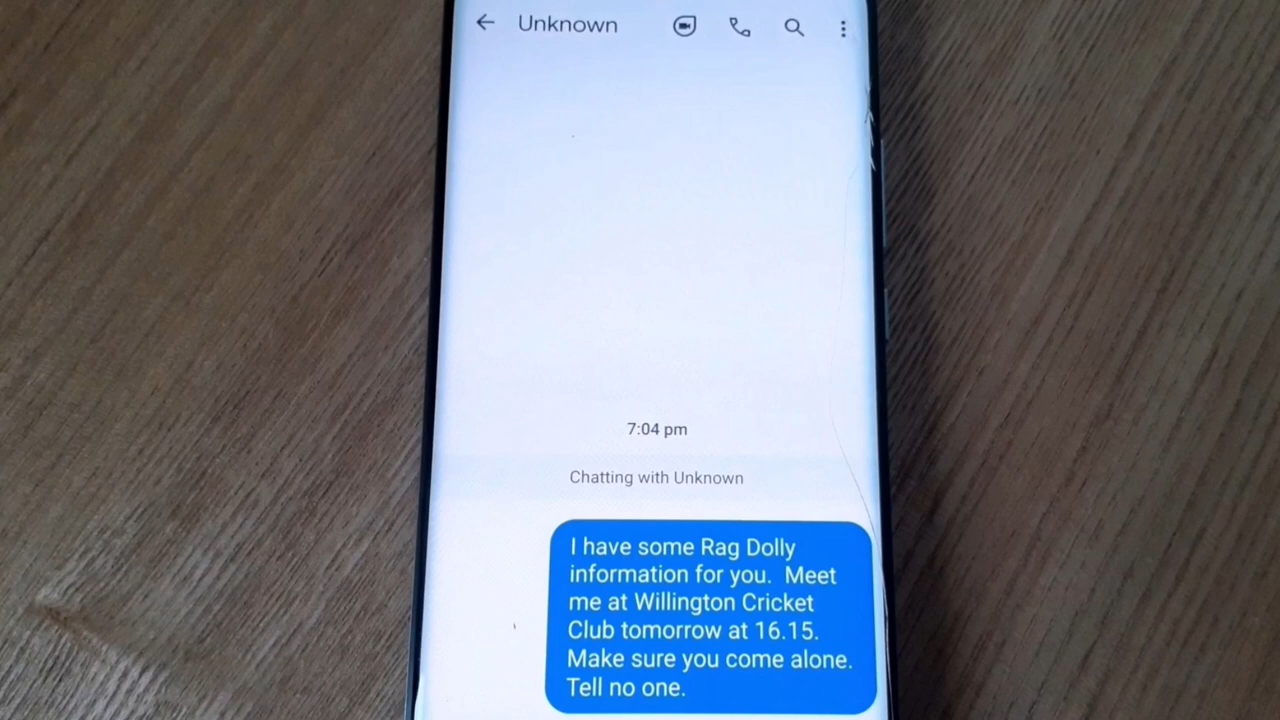 Unknown
7:04 pm
Chatting with Unknown
I have some Rag Dolly
information for you.  Meet
me at Willington Cricket
Club tomorrow at 16.15.
Make sure you come alone.
Tell no one.